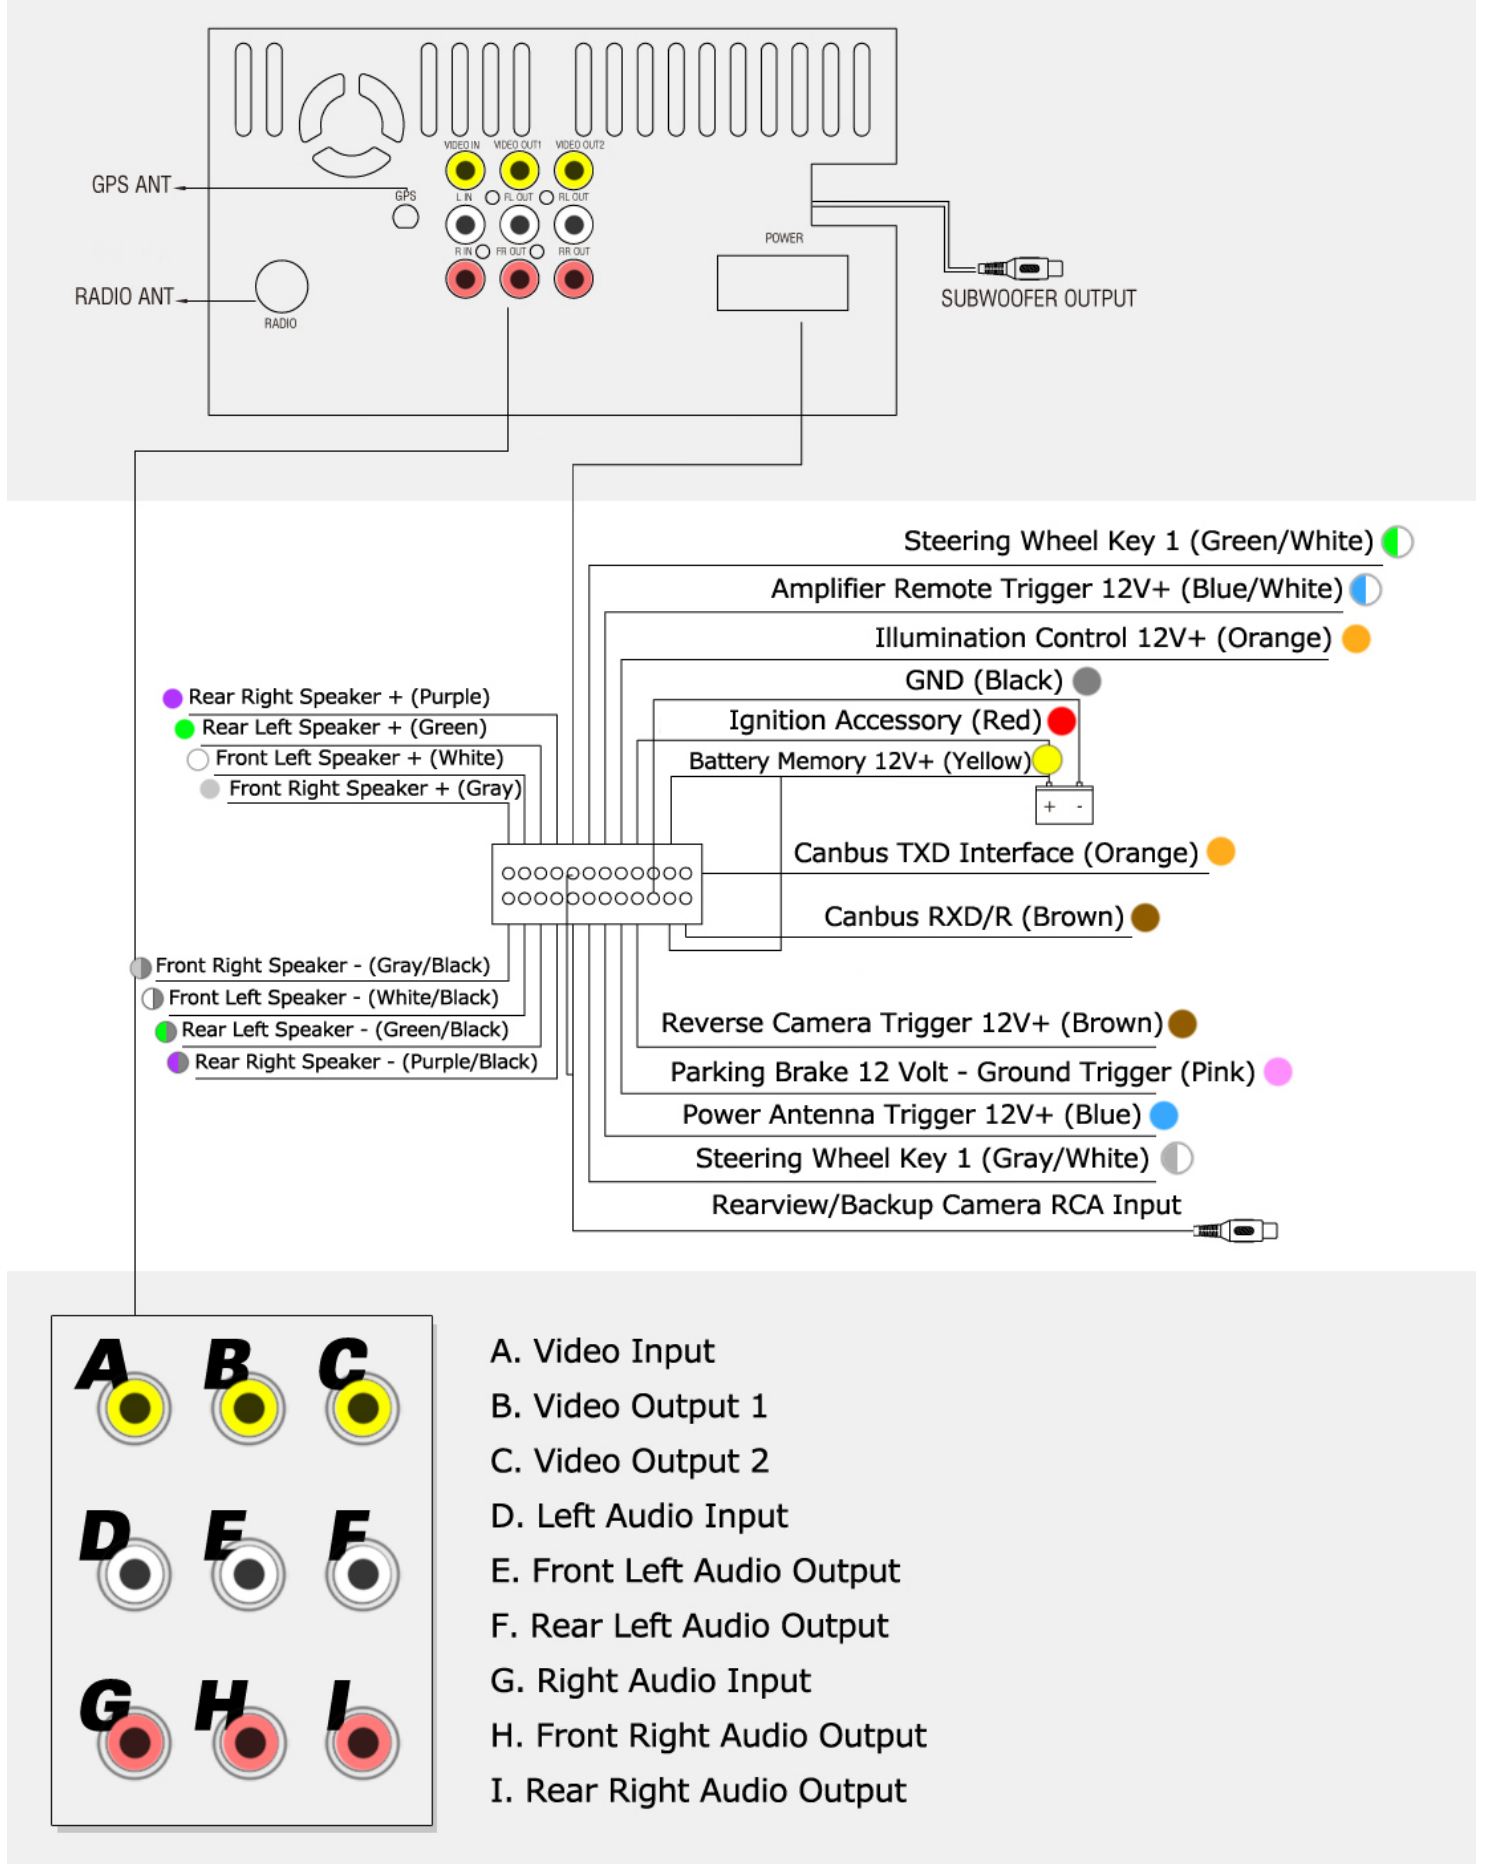 VIDEO IN VIDEO OUT1 VIDEO OUT2
GPS ANT
GPS
L IN FL OUT RL OUT
R IN FR OUT RR OUT
POWER
RADIO ANT
RADIO
SUBWOOFER OUTPUT
Steering Wheel Key 1 (Green/White)
Amplifier Remote Trigger 12V+ (Blue/White)
Illumination Control 12V+ (Orange)
GND (Black)
Ignition Accessory (Red)
Battery Memory 12V+ (Yellow)
+ -
Rear Right Speaker + (Purple)
Rear Left Speaker + (Green)
Front Left Speaker + (White)
Front Right Speaker + (Gray)
Canbus TXD Interface (Orange)
Canbus RXD/R (Brown)
Front Right Speaker - (Gray/Black)
Front Left Speaker - (White/Black)
Rear Left Speaker - (Green/Black)
Rear Right Speaker - (Purple/Black)
Reverse Camera Trigger 12V+ (Brown)
Parking Brake 12 Volt - Ground Trigger (Pink)
Power Antenna Trigger 12V+ (Blue)
Steering Wheel Key 1 (Gray/White)
Rearview/Backup Camera RCA Input
A B C
D E F
G H I
A. Video Input
B. Video Output 1
C. Video Output 2
D. Left Audio Input
E. Front Left Audio Output
F. Rear Left Audio Output
G. Right Audio Input
H. Front Right Audio Output
I. Rear Right Audio Output